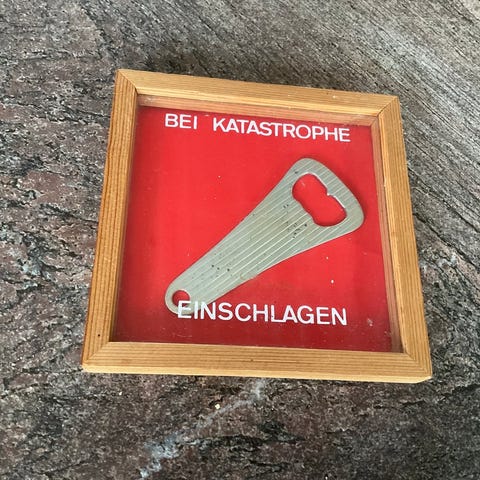 BEI KATASTROPHE
EINSCHLAGEN